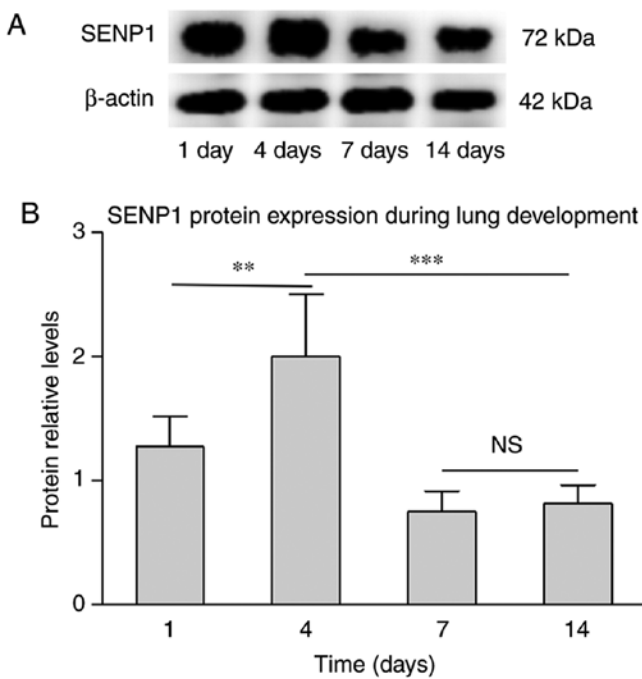 A
SENP1
72 kDa
β-actin
42 kDa
1 day 4 days 7 days 14 days
B
SENP1 protein expression during lung development
Protein relative levels
3
2
1
0
**
***
NS
1 4 7 14
Time (days)